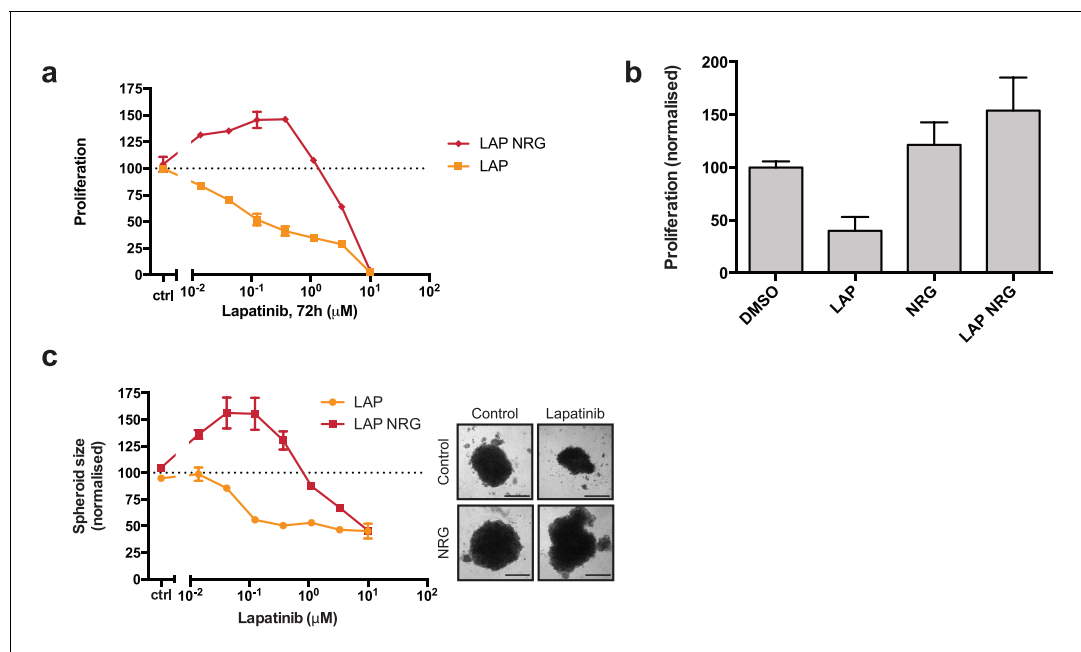 a
Proliferation
175
150
125
100
75
50
25
0
ctrl 10-2 10-1 100 101 102
Lapatinib, 72h (μM)
LAP NRG
LAP
b
Proliferation (normalised)
200
150
100
50
0
DMSO
LAP
NRG
LAP NRG
c
Spheroid size
(normalised)
175
150
125
100
75
50
25
0
ctrl 10-2 10-1 100 101 102
Lapatinib (μM)
LAP
LAP NRG
Control Lapatinib
Control
NRG